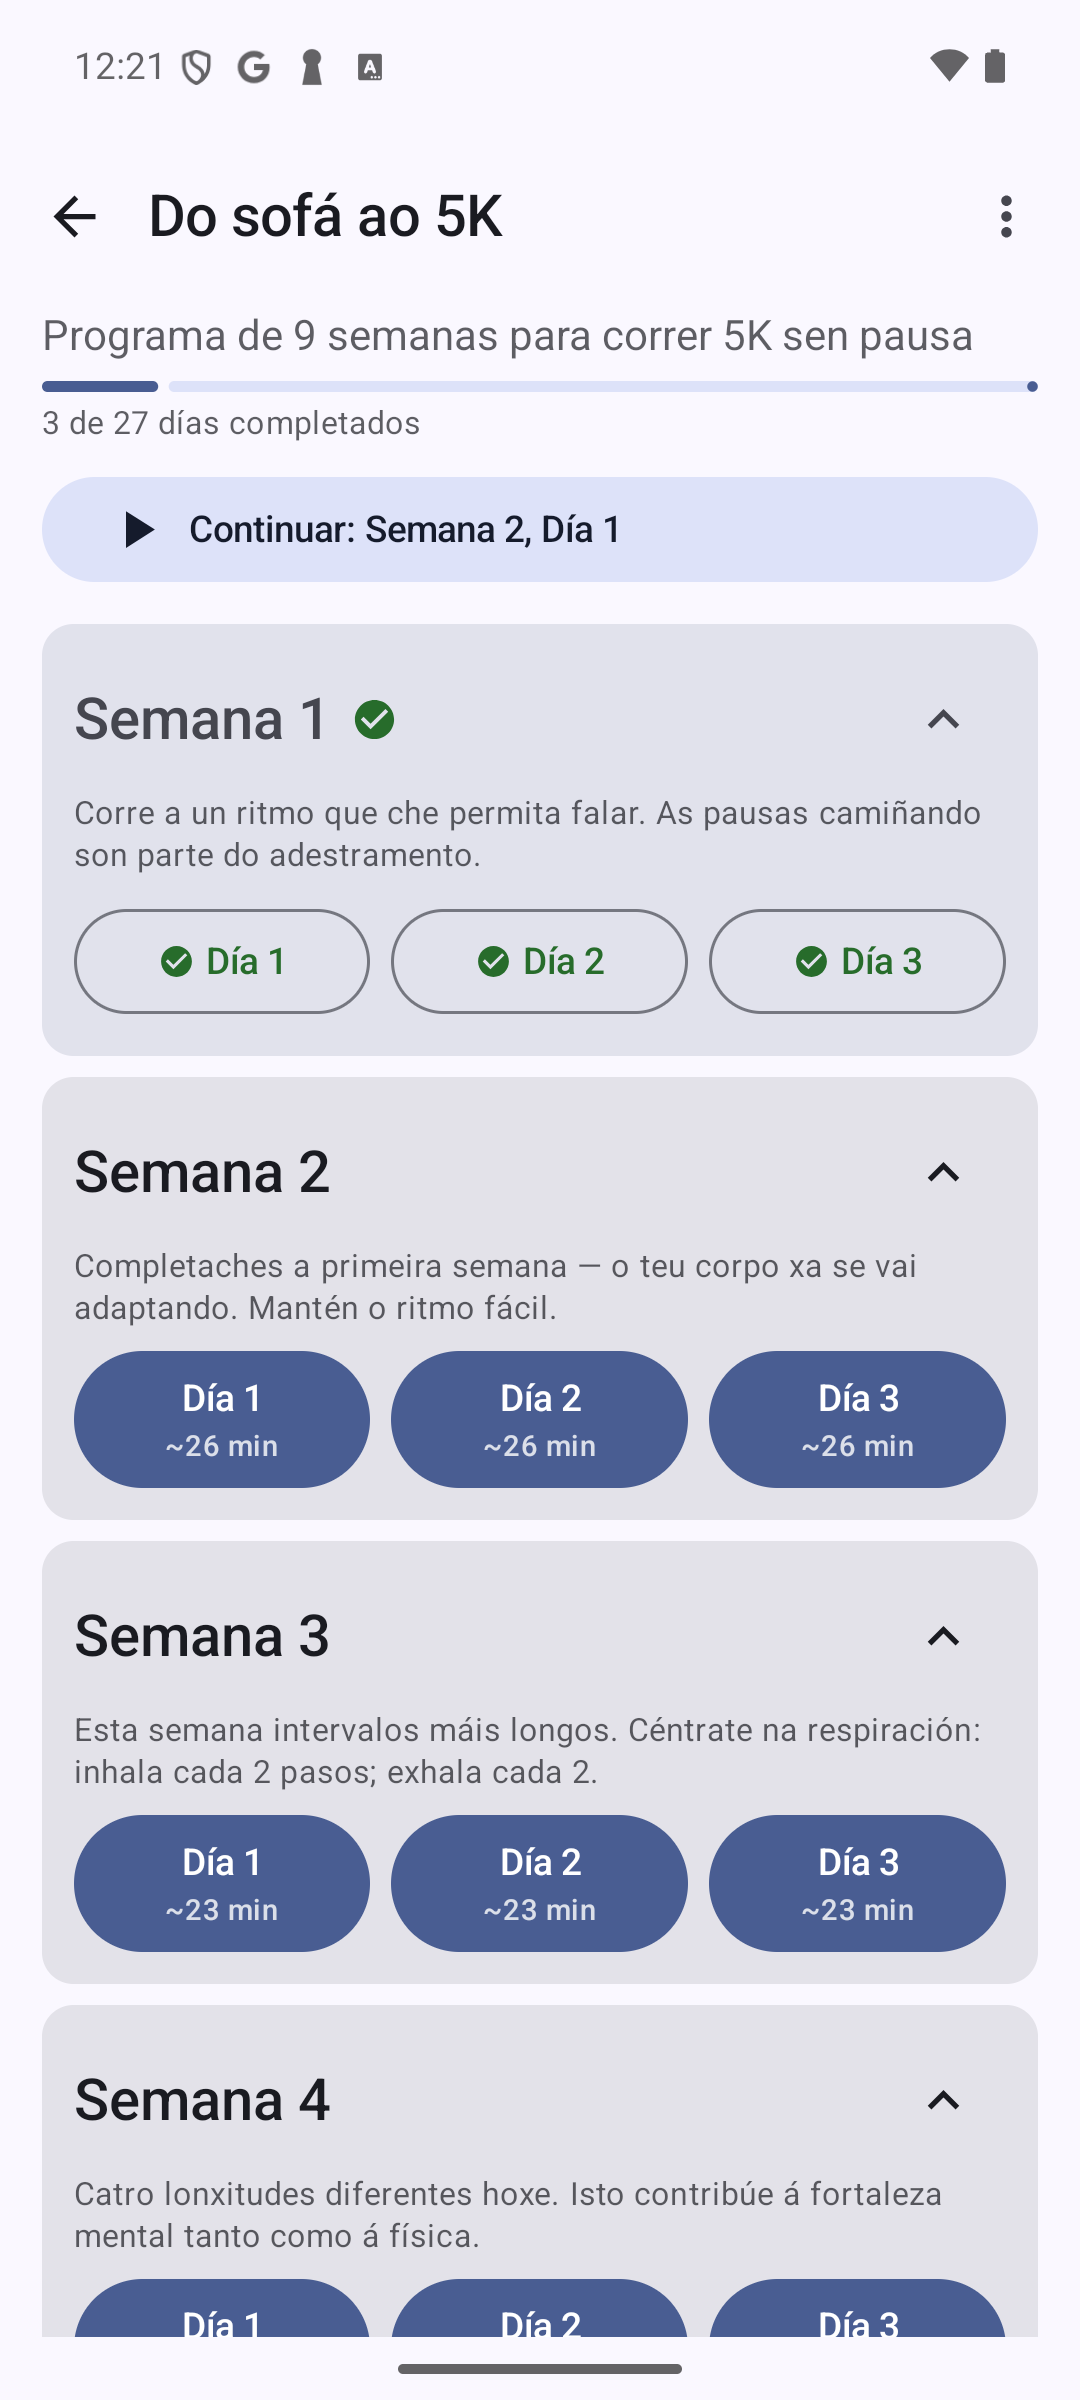 12:21
Do sofá ao 5K
Programa de 9 semanas para correr 5K sen pausa
3 de 27 días completados
Continuar: Semana 2, Día 1
Semana 1
Corre a un ritmo que che permita falar. As pausas camiñando
son parte do adestramento.
Día 1 Día 2 Día 3
Semana 2
Completaches a primeira semana — o teu corpo xa se vai
adaptando. Mantén o ritmo fácil.
Día 1 Día 2 Día 3
~26 min ~26 min ~26 min
Semana 3
Esta semana intervalos máis longos. Céntrate na respiración:
inhala cada 2 pasos; exhala cada 2.
Día 1 Día 2 Día 3
~23 min ~23 min ~23 min
Semana 4
Catro lonxitudes diferentes hoxe. Isto contribúe á fortaleza
mental tanto como á física.
Día 1 Día 2 Día 3